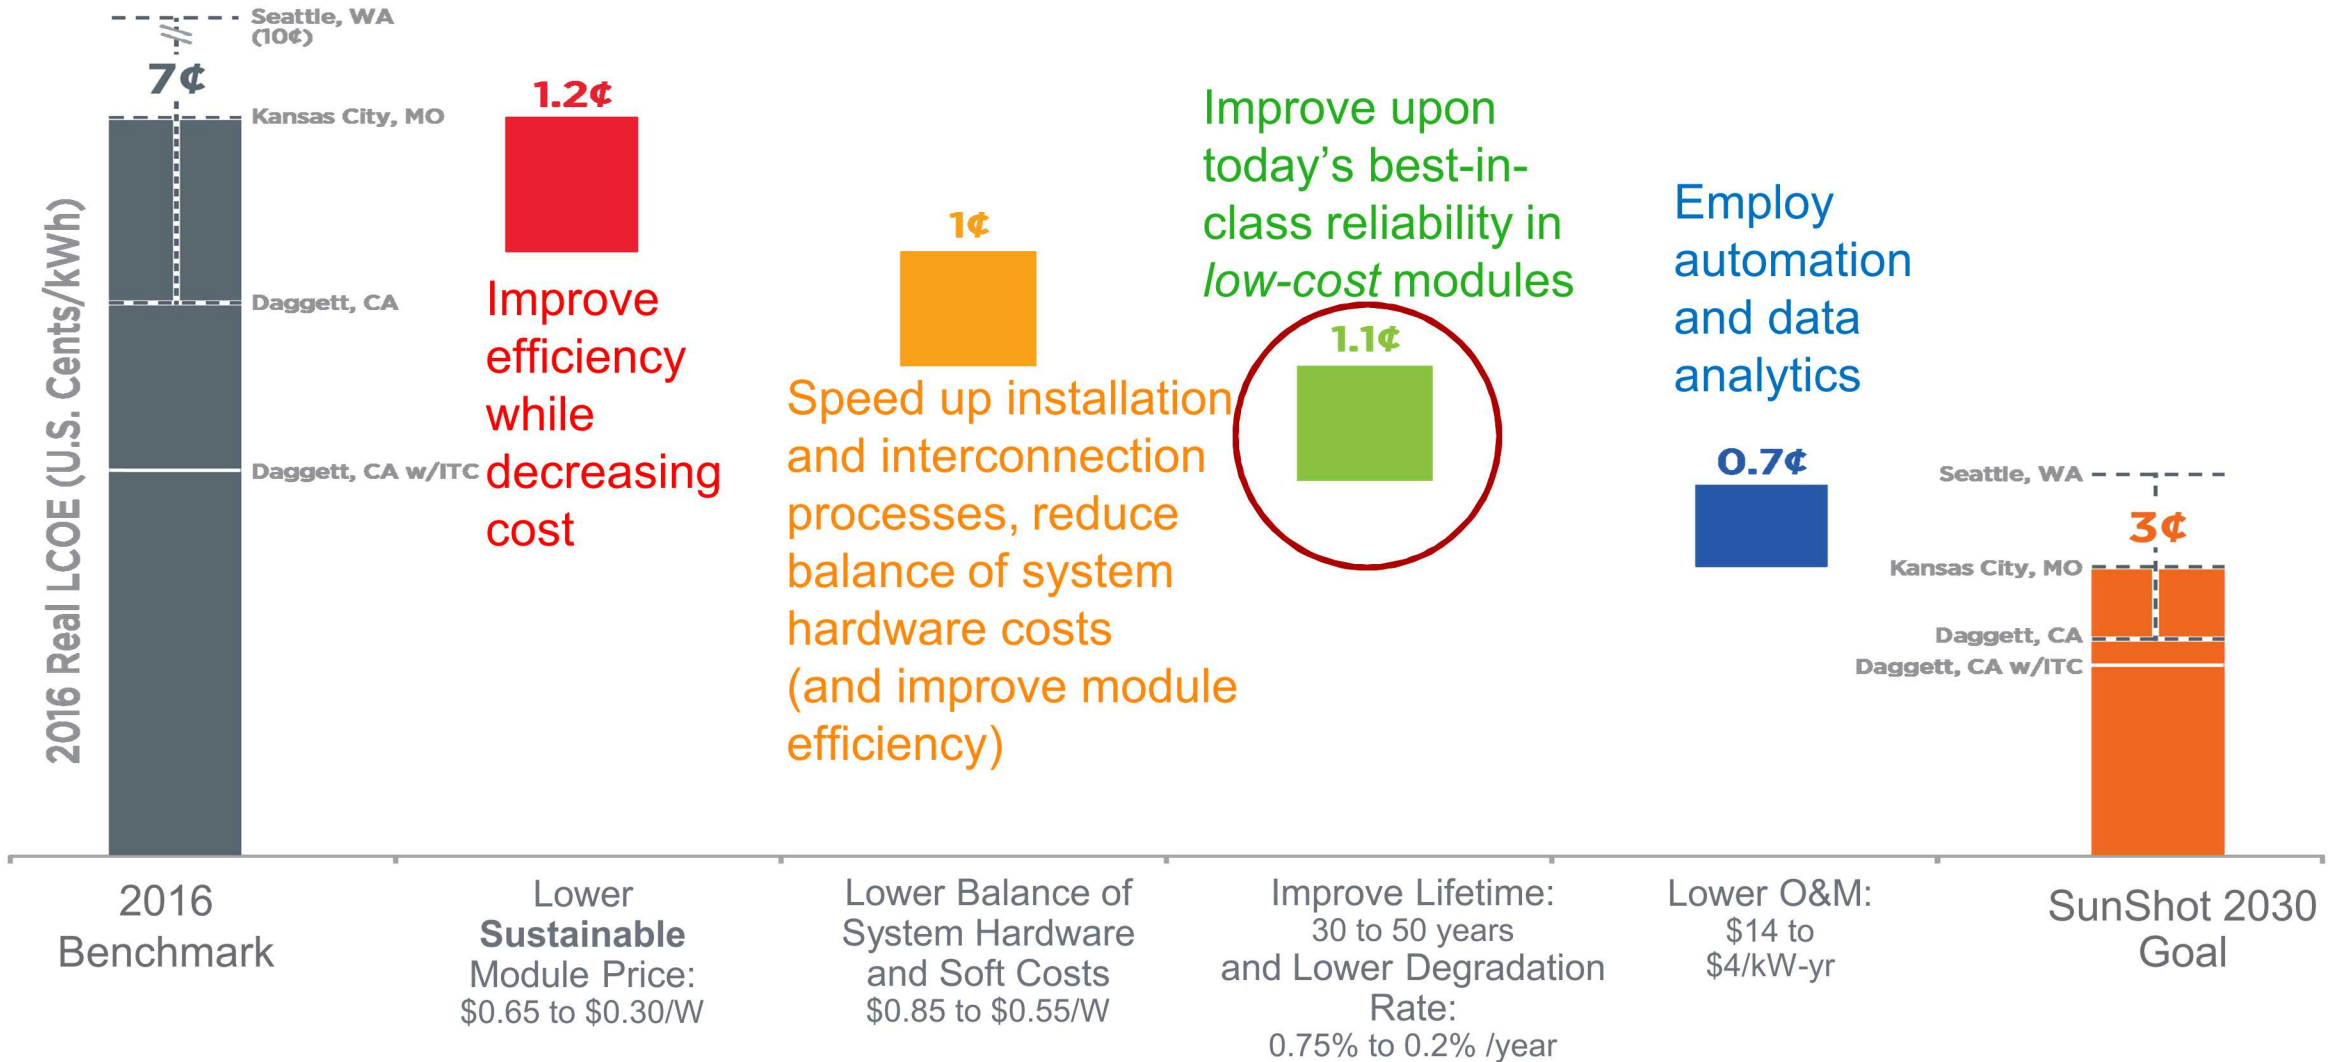 Seattle, WA
(10¢)
7¢
Kansas City, MO
Daggett, CA
Daggett, CA w/ITC
2016 Real LCOE (U.S. Cents/kWh)
1.2¢
Improve
efficiency
while
decreasing
cost
1¢
Speed up installation
and interconnection
processes, reduce
balance of system
hardware costs
(and improve module
efficiency)
Improve upon
today’s best-in-
class reliability in
low-cost modules
1.1¢
Employ
automation
and data
analytics
0.7¢
Seattle, WA
3¢
Kansas City, MO
Daggett, CA
Daggett, CA w/ITC
2016
Benchmark
Lower
Sustainable
Module Price:
$0.65 to $0.30/W
Lower Balance of
System Hardware
and Soft Costs
$0.85 to $0.55/W
Improve Lifetime:
30 to 50 years
and Lower Degradation
Rate:
0.75% to 0.2% /year
Lower O&M:
$14 to
$4/kW-yr
SunShot 2030
Goal